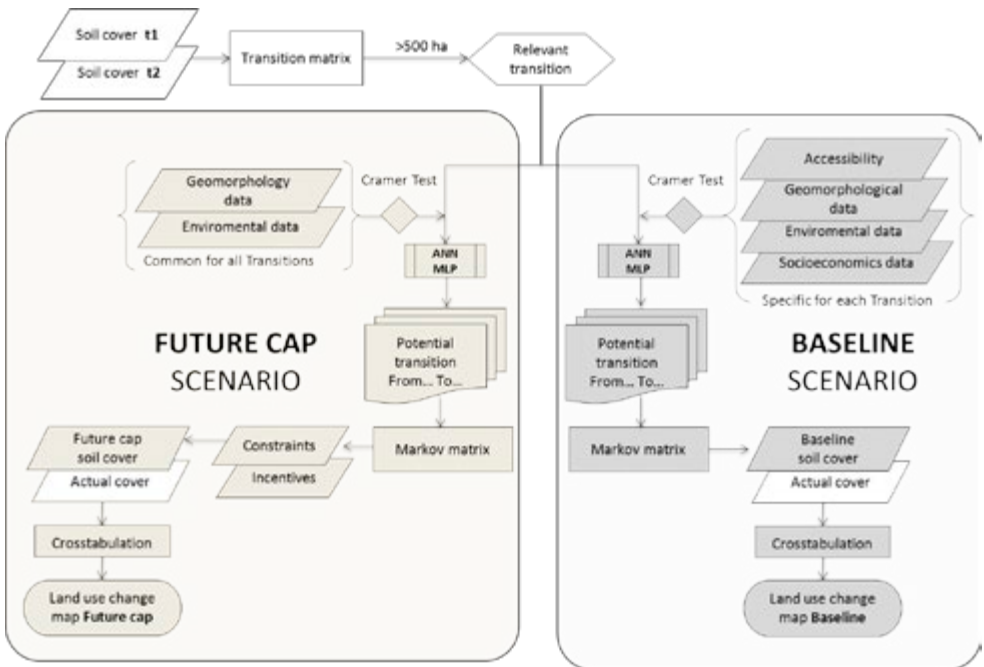 Soil cover t1
Soil cover t2
Transition matrix
>500 ha
Relevant
transition
Geomorphology
data
Enviromental data
Common for all Transitions
Cramer Test
ANN
MLP
Potential
transition
From... To...
FUTURE CAP
SCENARIO
Markov matrix
Constraints
Incentives
Future cap
soil cover
Actual cover
Crosstabulation
Land use change
map Future cap
Cramer Test
Accessibility
Geomorphological
data
Enviromental data
Socioeconomics data
Specific for each Transition
ANN
MLP
Potential
transition
From... To...
BASELINE
SCENARIO
Markov matrix
Baseline
soil cover
Actual cover
Crosstabulation
Land use change
map Baseline